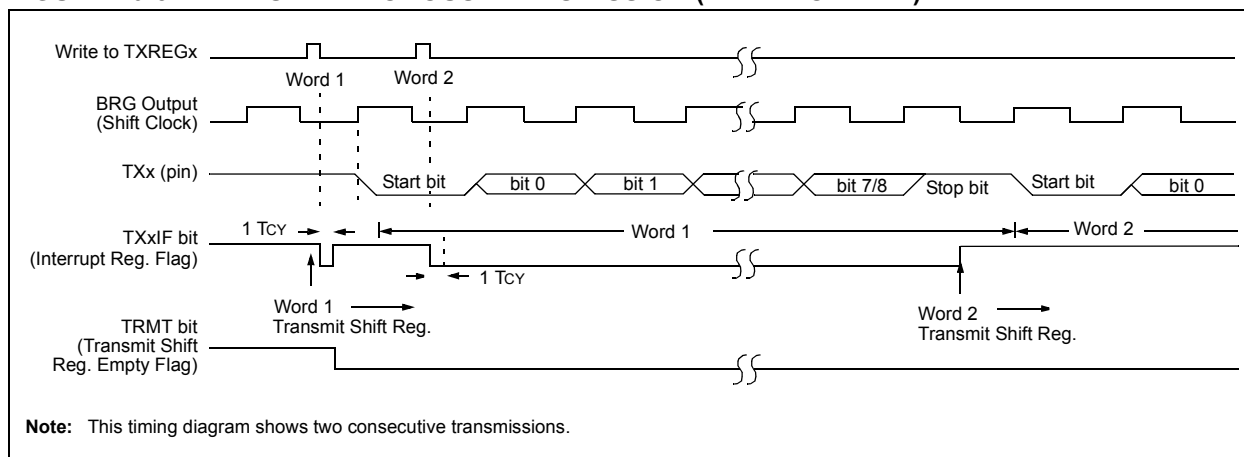 Write to TXREGx
Word 1
Word 2
BRG Output
(Shift Clock)
TXx (pin)
Start bit
bit 0
bit 1
bit 7/8
Stop bit
Start bit
bit 0
1 TCY
Word 1
Word 2
TXxIF bit
(Interrupt Reg. Flag)
1 TCY
Word 1
Transmit Shift Reg.
Word 2
Transmit Shift Reg.
TRMT bit
(Transmit Shift
Reg. Empty Flag)
Note: This timing diagram shows two consecutive transmissions.